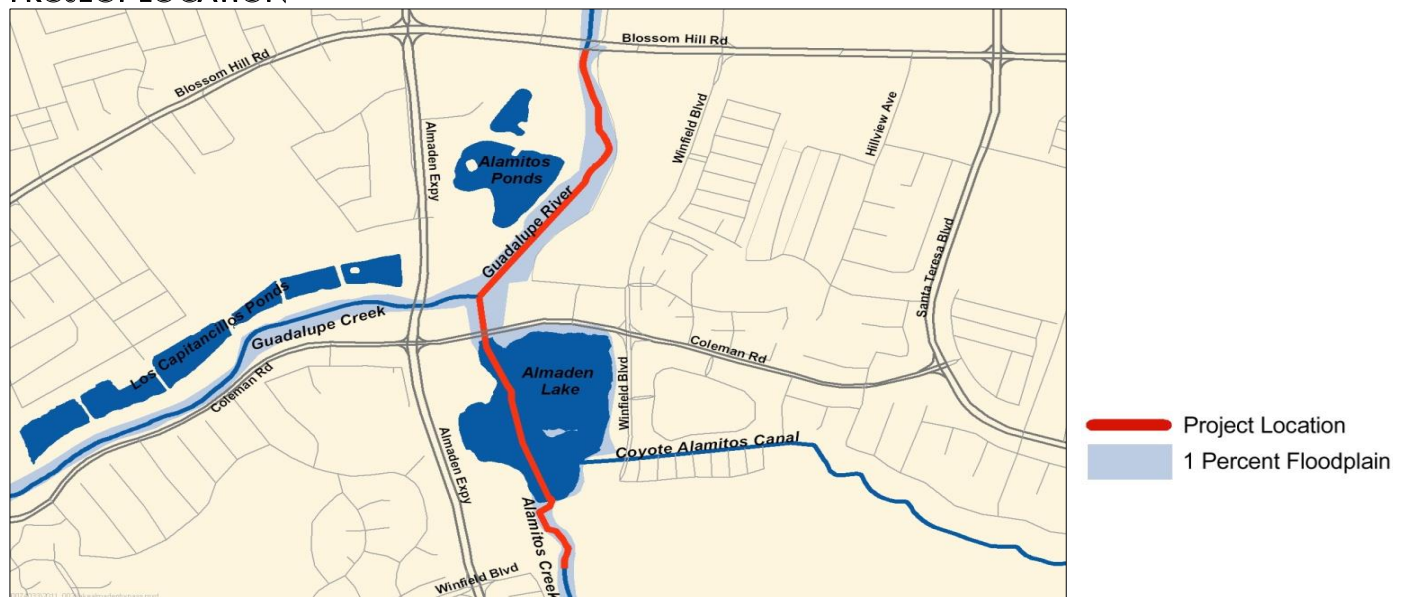 PROJECT LOCATION
Blossom Hill Rd
Blossom Hill Rd
Almaden Expy
Alamitos
Ponds
Winfield Blvd
Hillview Ave
Guadalupe River
Santa Teresa Blvd
Los Capitancillos Ponds
Guadalupe Creek
Coleman Rd
Coleman Rd
Almaden
Lake
Winfield Blvd
Almaden Expy
Coyote Alamitos Canal
Alamitos Creek
Winfield Blvd
Project Location
1 Percent Floodplain